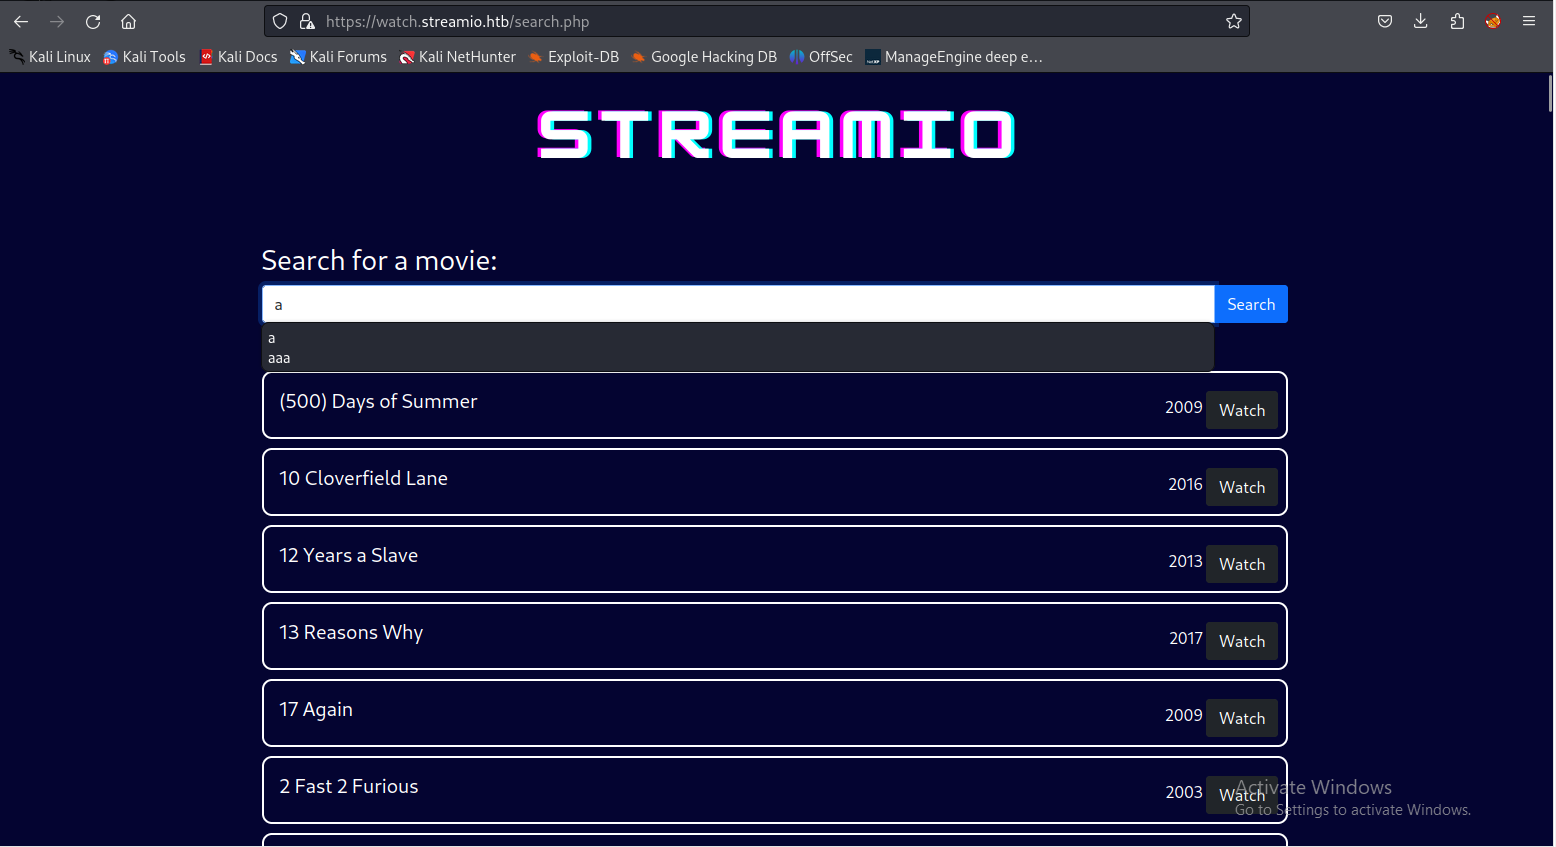 https://watch.streamio.htb/search.php
Kali Linux Kali Tools Kali Docs Kali Forums Kali NetHunter Exploit-DB Google Hacking DB OffSec ManageEngine deep e…
STREAMIO
Search for a movie:
a Search
a
aaa
(500) Days of Summer 2009 Watch
10 Cloverfield Lane 2016 Watch
12 Years a Slave 2013 Watch
13 Reasons Why 2017 Watch
17 Again 2009 Watch
2 Fast 2 Furious 2003 Watch
Activate Windows
Go to Settings to activate Windows.